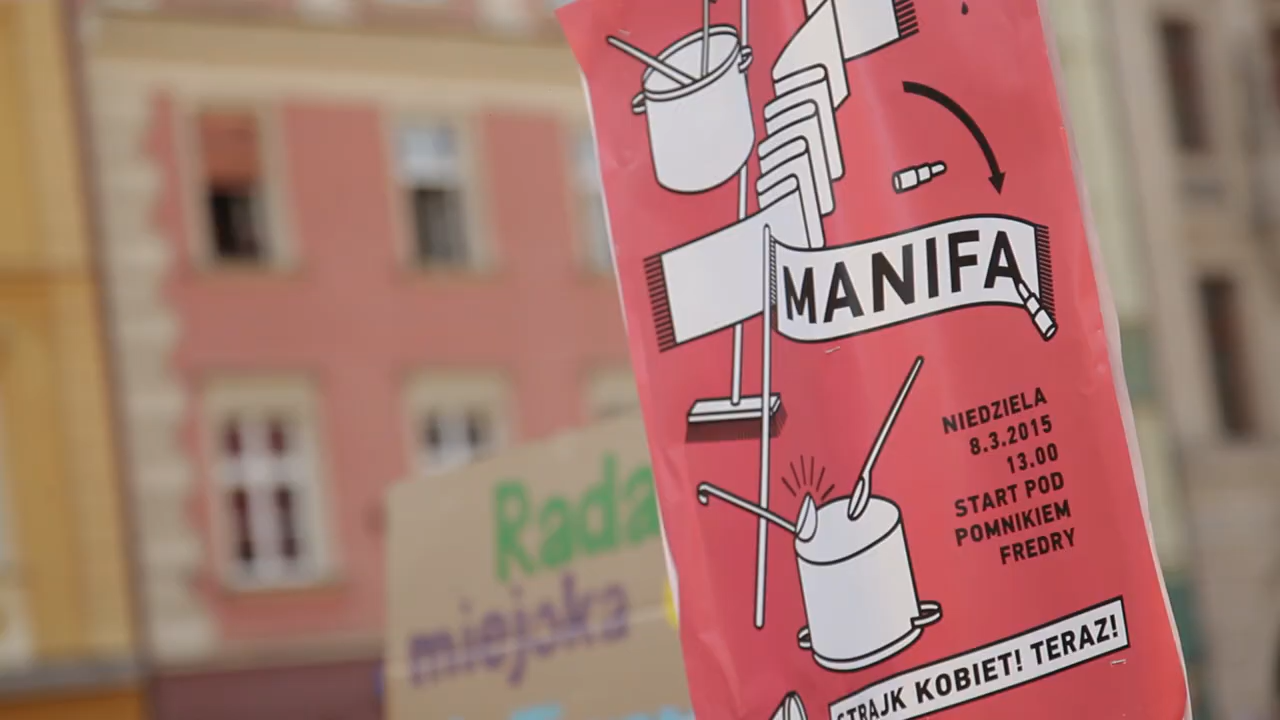 MANIFA
NIEDZIELA
8.3.2015
13.00
START POD
POMNIKIEM
FREDRY
STRAJK KOBIET! TERAZ!
Rada
miejska